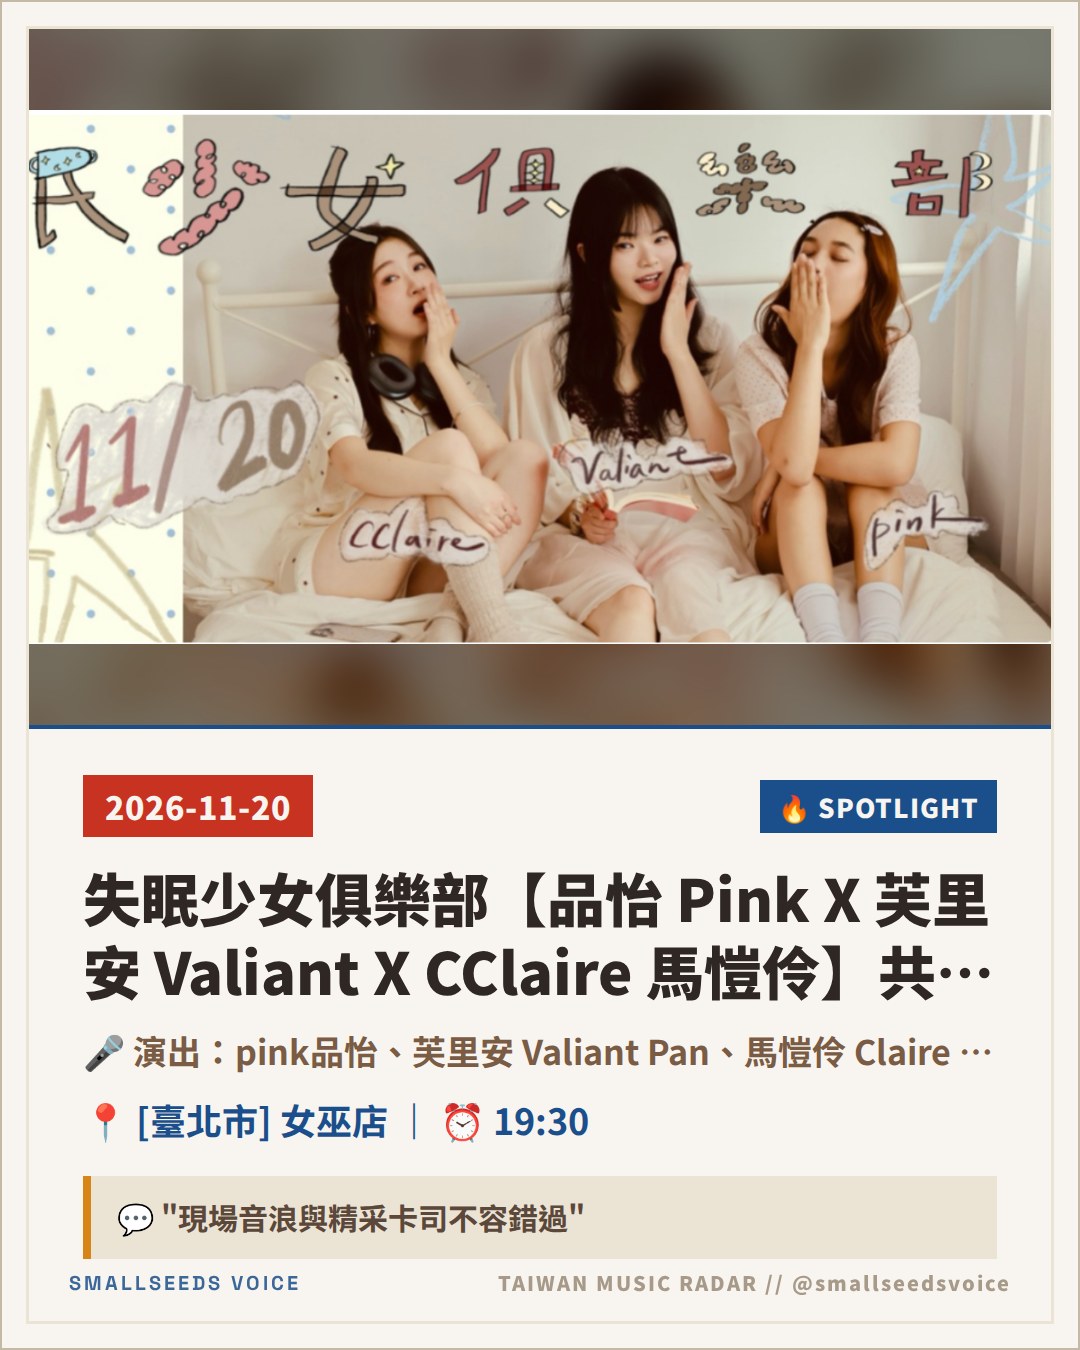 民少女俱樂部
11/20
CClaire
Valiant
pink
2026-11-20
🔥 SPOTLIGHT
失眠少女俱樂部【品怡 Pink X 芙里
安 Valiant X CClaire 馬愷伶】共…
🎤 演出：pink品怡、芙里安 Valiant Pan、馬愷伶 Claire …
📍 [臺北市] 女巫店 ｜ ⏰ 19:30
💬 "現場音浪與精采卡司不容錯過"
SMALLSEEDS VOICE
TAIWAN MUSIC RADAR // @smallseedsvoice